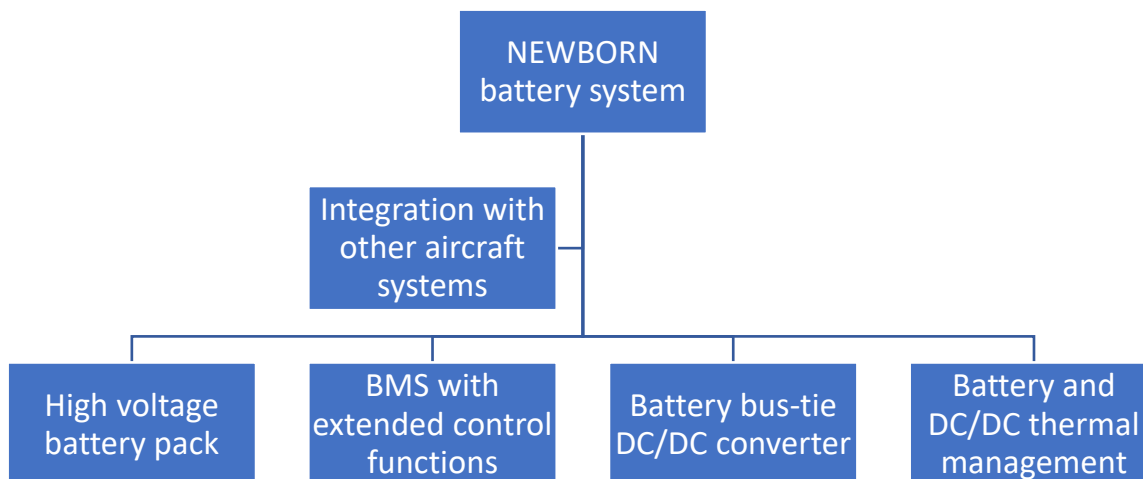 NEWBORN
battery system
Integration with
other aircraft
systems
High voltage
battery pack
BMS with
extended control
functions
Battery bus-tie
DC/DC converter
Battery and
DC/DC thermal
management